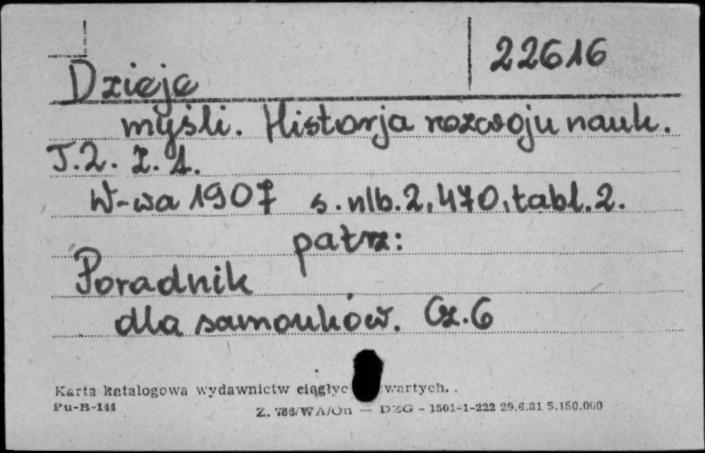 22616
Dzieje
myśli. Historja rozwoju nauk.
T.2. Z.1.
W-wa 1907 s. nlb. 2, 470, tabl. 2.
patrz:
Poradnik
dla samouków. Cz. 6
Karta katalogowa wydawnictw ciągłyc wartych.
Pu-B-144 Z. 786/WA/On — DZG - 1501-1-222 29.6.81 5.150.000